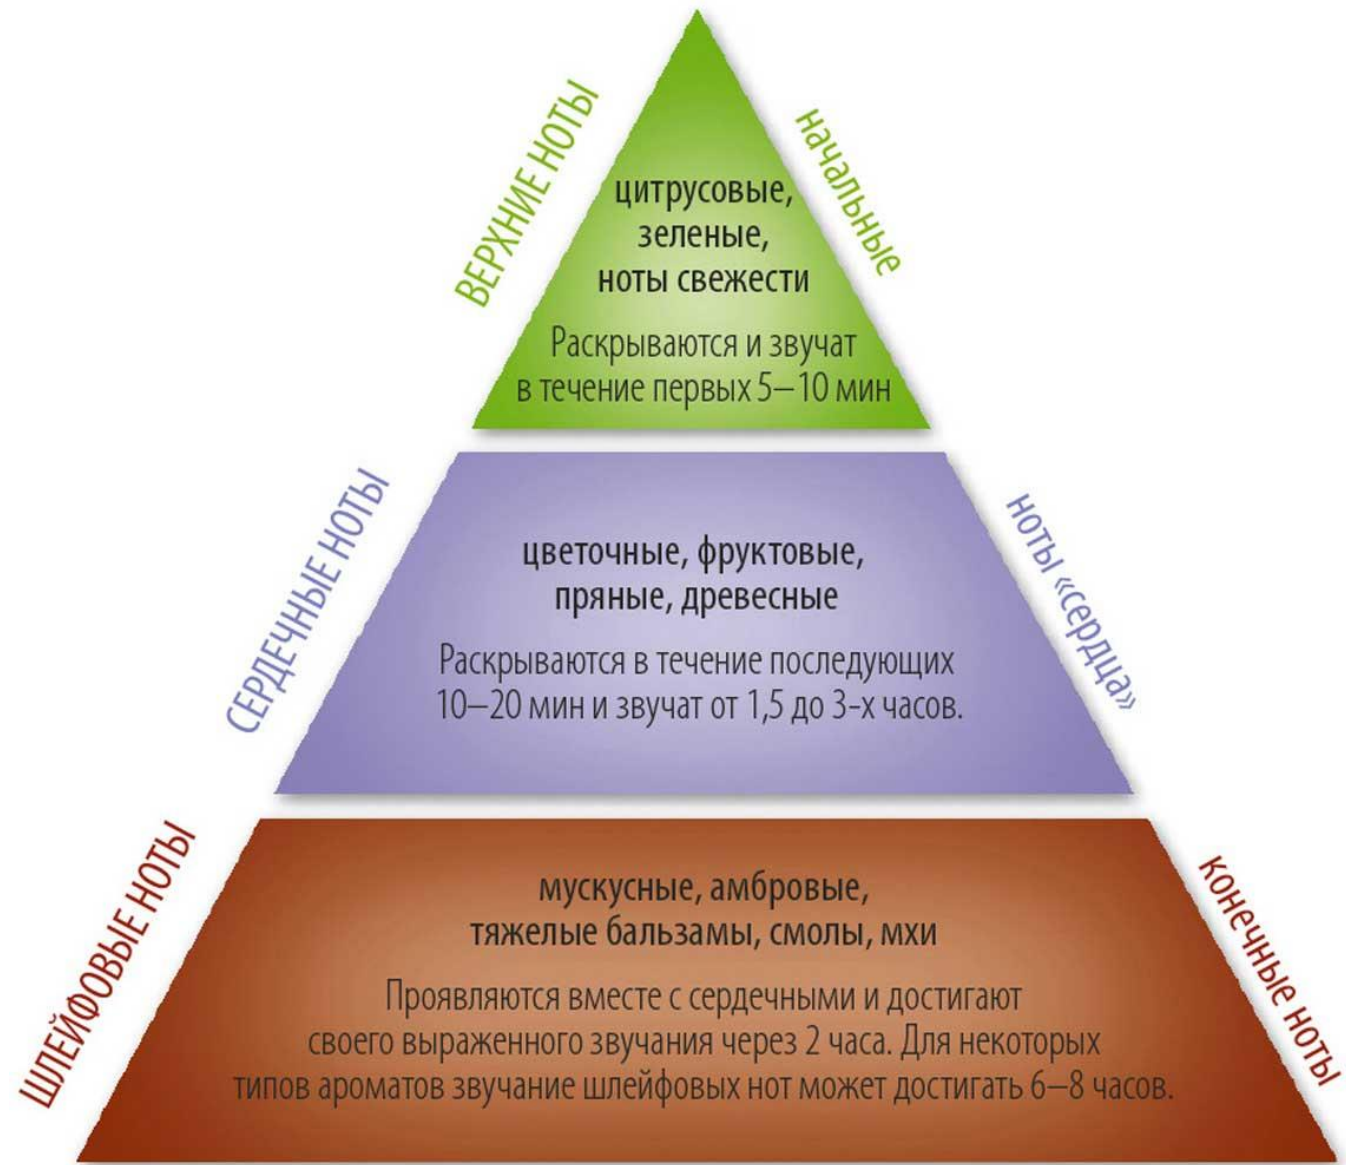 ВЕРХНИЕ НОТЫ
начальные
цитрусовые,
зеленые,
ноты свежести
Раскрываются и звучат
в течение первых 5–10 мин
СЕРДЕЧНЫЕ НОТЫ
ноты «сердца»
цветочные, фруктовые,
пряные, древесные
Раскрываются в течение последующих
10–20 мин и звучат от 1,5 до 3-х часов.
ШЛЕЙФОВЫЕ НОТЫ
конечные ноты
мускусные, амбровые,
тяжелые бальзамы, смолы, мхи
Проявляются вместе с сердечными и достигают
своего выраженного звучания через 2 часа. Для некоторых
типов ароматов звучание шлейфовых нот может достигать 6–8 часов.